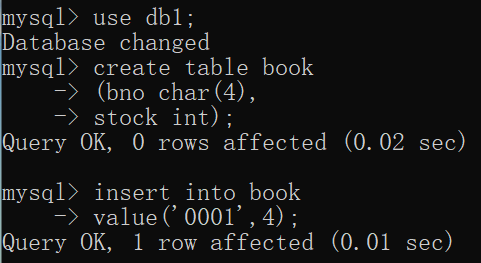 mysql> use db1;
Database changed
mysql> create table book
    -> (bno char(4),
    -> stock int);
Query OK, 0 rows affected (0.02 sec)

mysql> insert into book
    -> value('0001',4);
Query OK, 1 row affected (0.01 sec)